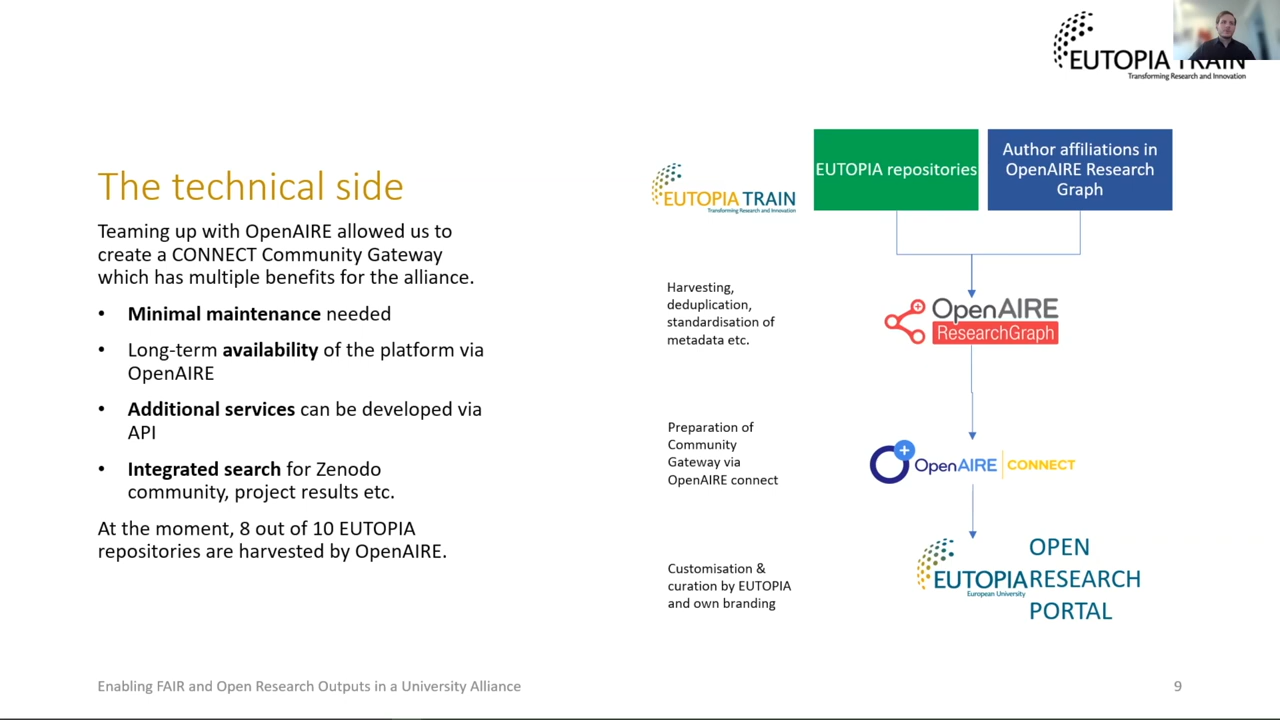 EUTOPIA TRAIN
Transforming Research and Innovation
The technical side
Teaming up with OpenAIRE allowed us to
create a CONNECT Community Gateway
which has multiple benefits for the alliance.
• Minimal maintenance needed
• Long-term availability of the platform via
OpenAIRE
• Additional services can be developed via
API
• Integrated search for Zenodo
community, project results etc.
At the moment, 8 out of 10 EUTOPIA
repositories are harvested by OpenAIRE.
EUTOPIA TRAIN
Transforming Research and Innovation
EUTOPIA repositories
Author affiliations in
OpenAIRE Research
Graph
Harvesting,
deduplication,
standardisation of
metadata etc.
OpenAIRE
ResearchGraph
Preparation of
Community
Gateway via
OpenAIRE connect
OpenAIRE CONNECT
Customisation &
curation by EUTOPIA
and own branding
EUTOPIA
European University
OPEN
RESEARCH
PORTAL
Enabling FAIR and Open Research Outputs in a University Alliance
9